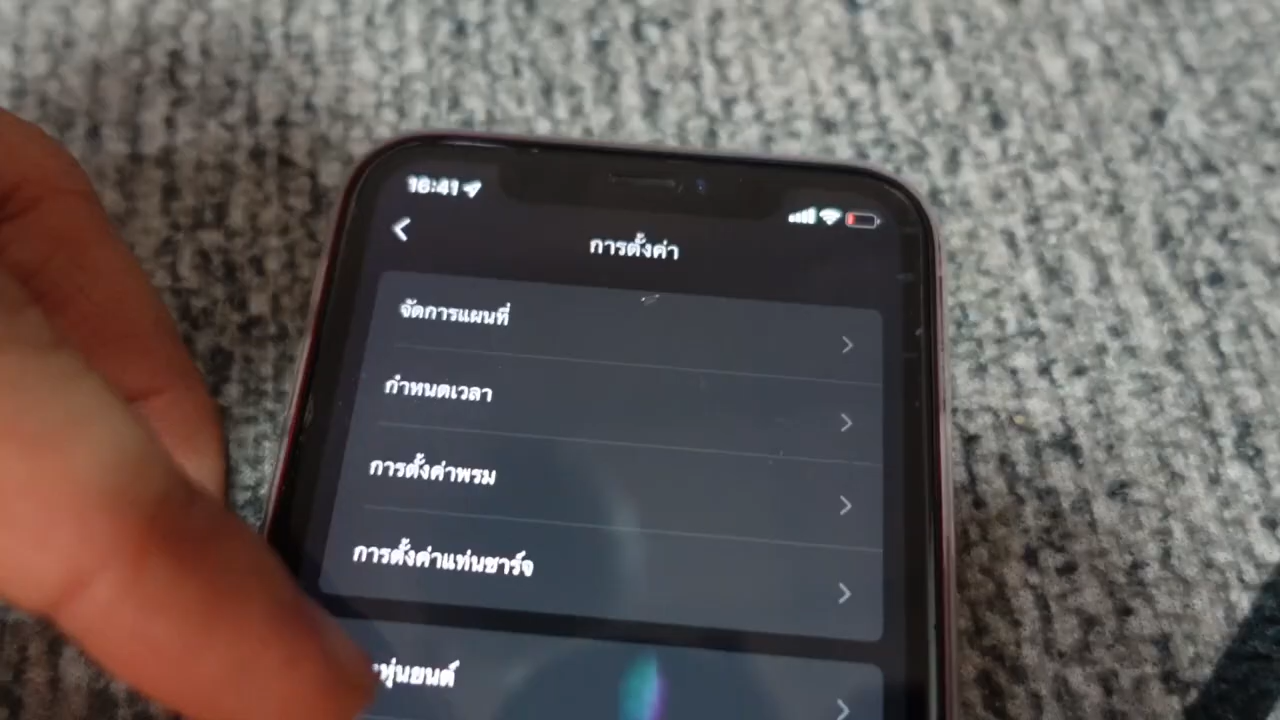 16:41
การตั้งค่า
จัดการแผนที่
กำหนดเวลา
การตั้งค่าพรม
การตั้งค่าแท่นชาร์จ
หุ่นยนต์